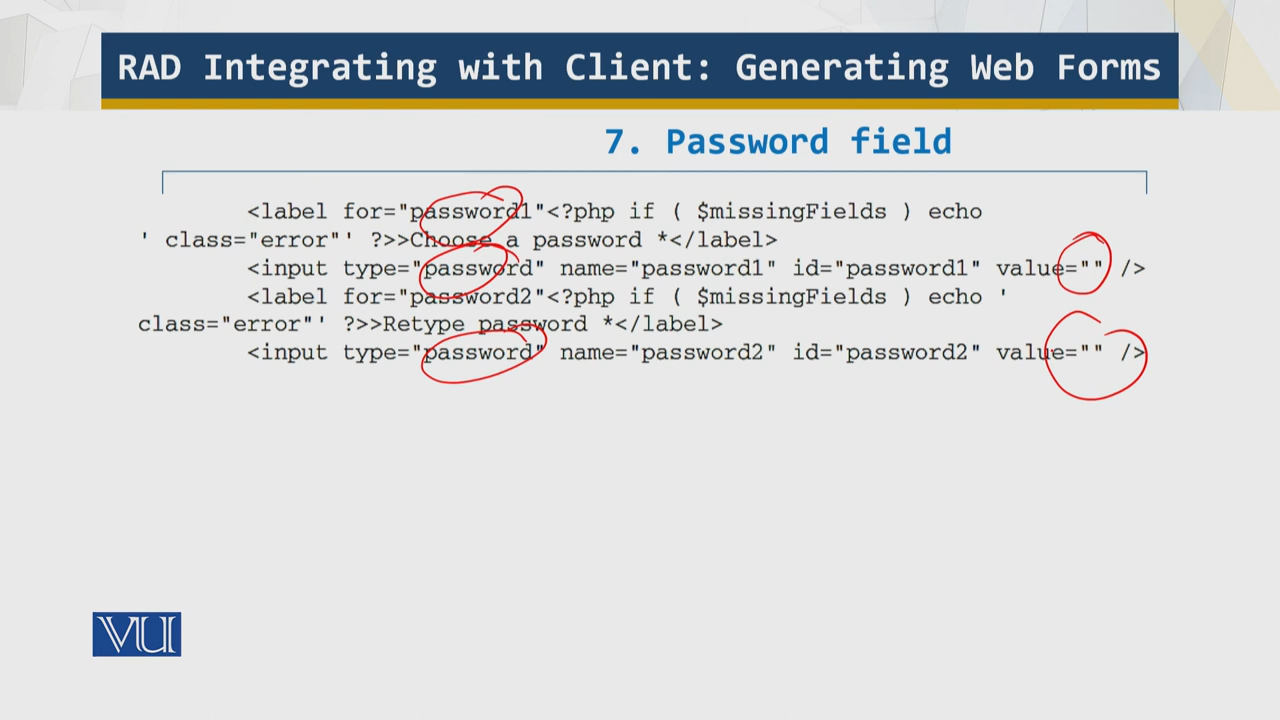 RAD Integrating with Client: Generating Web Forms
7. Password field
<label for="password1"<?php if ( $missingFields ) echo
' class="error"' ?>>Choose a password *</label>
<input type="password" name="password1" id="password1" value="" />
<label for="password2"<?php if ( $missingFields ) echo '
class="error"' ?>>Retype password *</label>
<input type="password" name="password2" id="password2" value="" />
VU